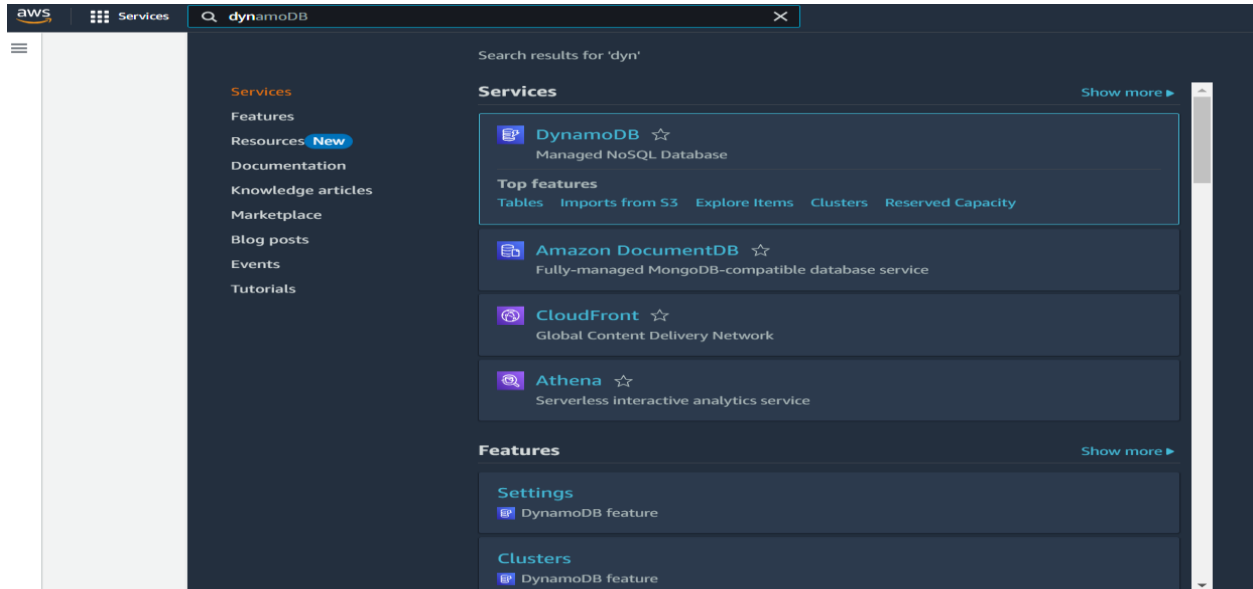 aws
Services
dynamoDB
Search results for 'dyn'
Services
Features
Resources New
Documentation
Knowledge articles
Marketplace
Blog posts
Events
Tutorials
Services
Show more
DynamoDB
Managed NoSQL Database
Top features
Tables Imports from S3 Explore Items Clusters Reserved Capacity
Amazon DocumentDB
Fully-managed MongoDB-compatible database service
CloudFront
Global Content Delivery Network
Athena
Serverless interactive analytics service
Features
Show more
Settings
DynamoDB feature
Clusters
DynamoDB feature